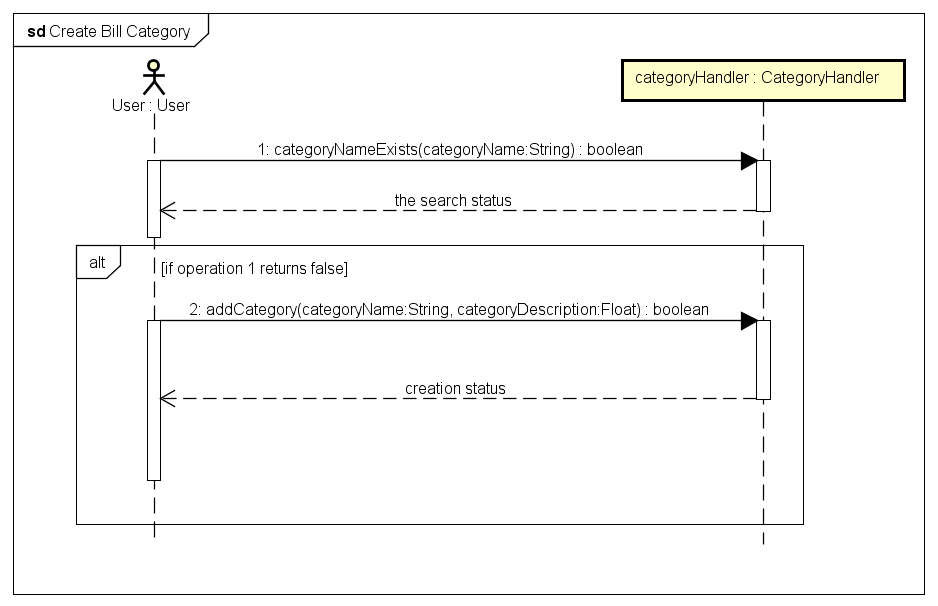 sd Create Bill Category
User : User
categoryHandler : CategoryHandler
1: categoryNameExists(categoryName:String) : boolean
the search status
alt
[if operation 1 returns false]
2: addCategory(categoryName:String, categoryDescription:Float) : boolean
creation status